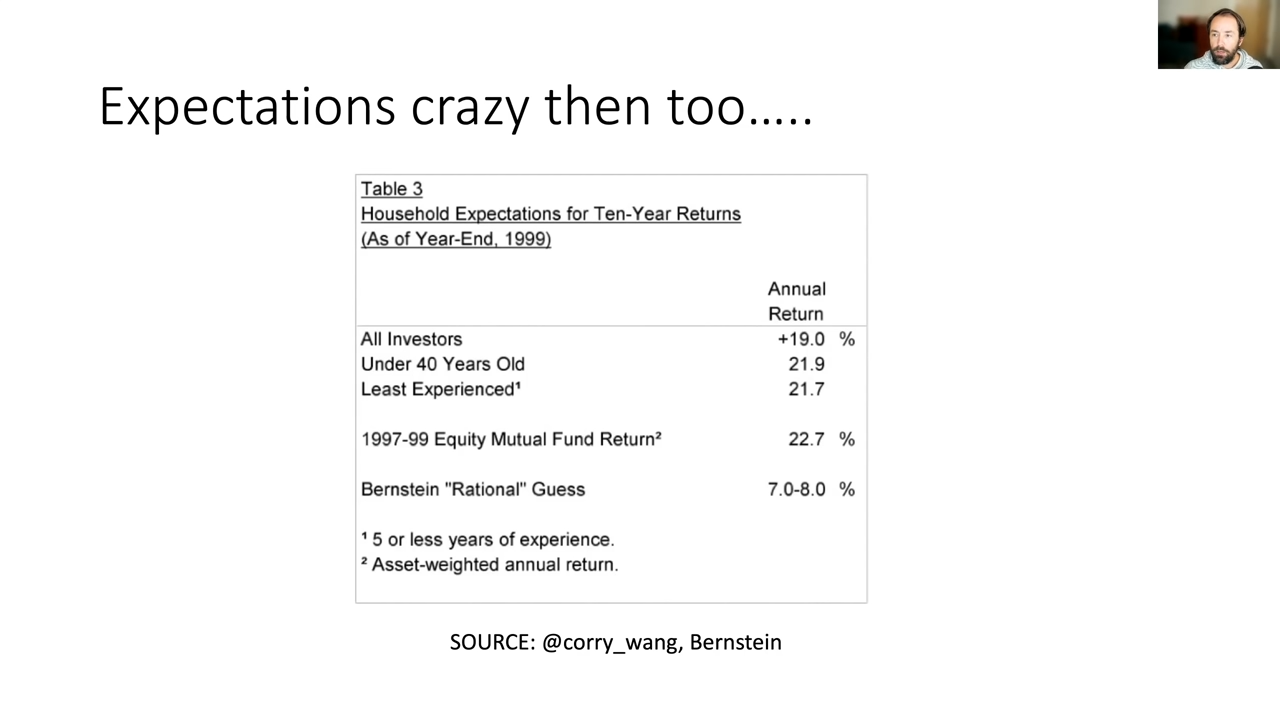 Expectations crazy then too…..
Table 3
Household Expectations for Ten-Year Returns
(As of Year-End, 1999)
Annual
Return
All Investors +19.0 %
Under 40 Years Old 21.9
Least Experienced¹ 21.7
1997-99 Equity Mutual Fund Return² 22.7 %
Bernstein "Rational" Guess 7.0-8.0 %
¹ 5 or less years of experience.
² Asset-weighted annual return.
SOURCE: @corry_wang, Bernstein